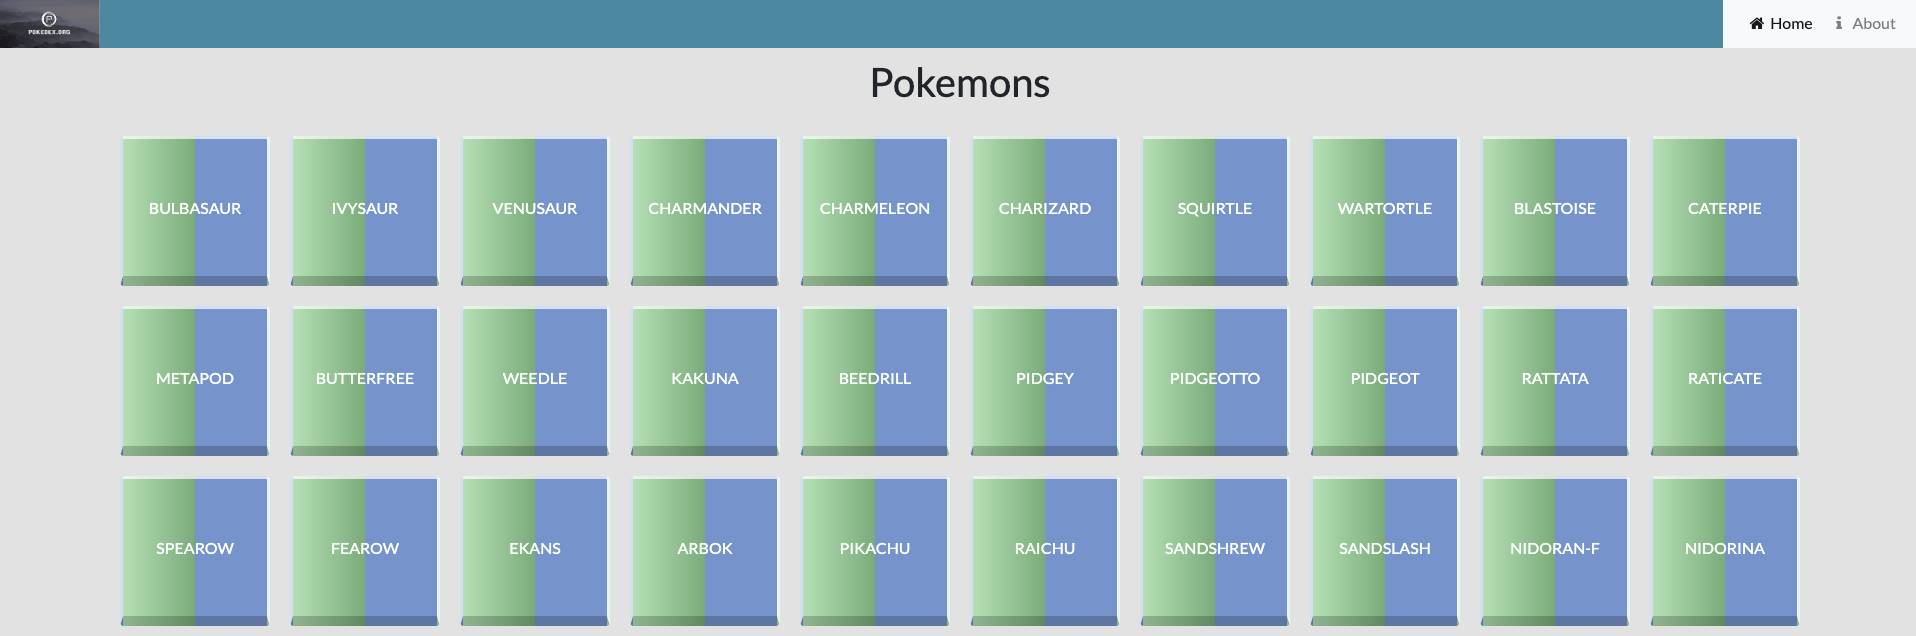 P
POKEDEX.ORG
Home About
Pokemons
BULBASAUR IVYSAUR VENUSAUR CHARMANDER CHARMELEON CHARIZARD SQUIRTLE WARTORTLE BLASTOISE CATERPIE
METAPOD BUTTERFREE WEEDLE KAKUNA BEEDRILL PIDGEY PIDGEOTTO PIDGEOT RATTATA RATICATE
SPEAROW FEAROW EKANS ARBOK PIKACHU RAICHU SANDSHREW SANDSLASH NIDORAN-F NIDORINA